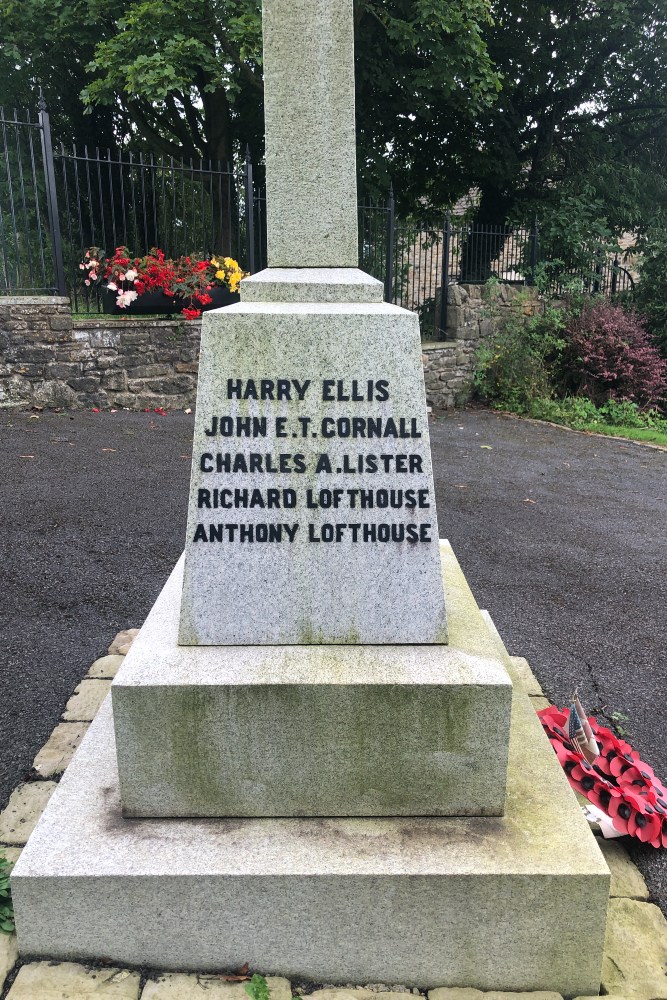 HARRY ELLIS
JOHN E.T. CORNALL
CHARLES A. LISTER
RICHARD LOFTHOUSE
ANTHONY LOFTHOUSE